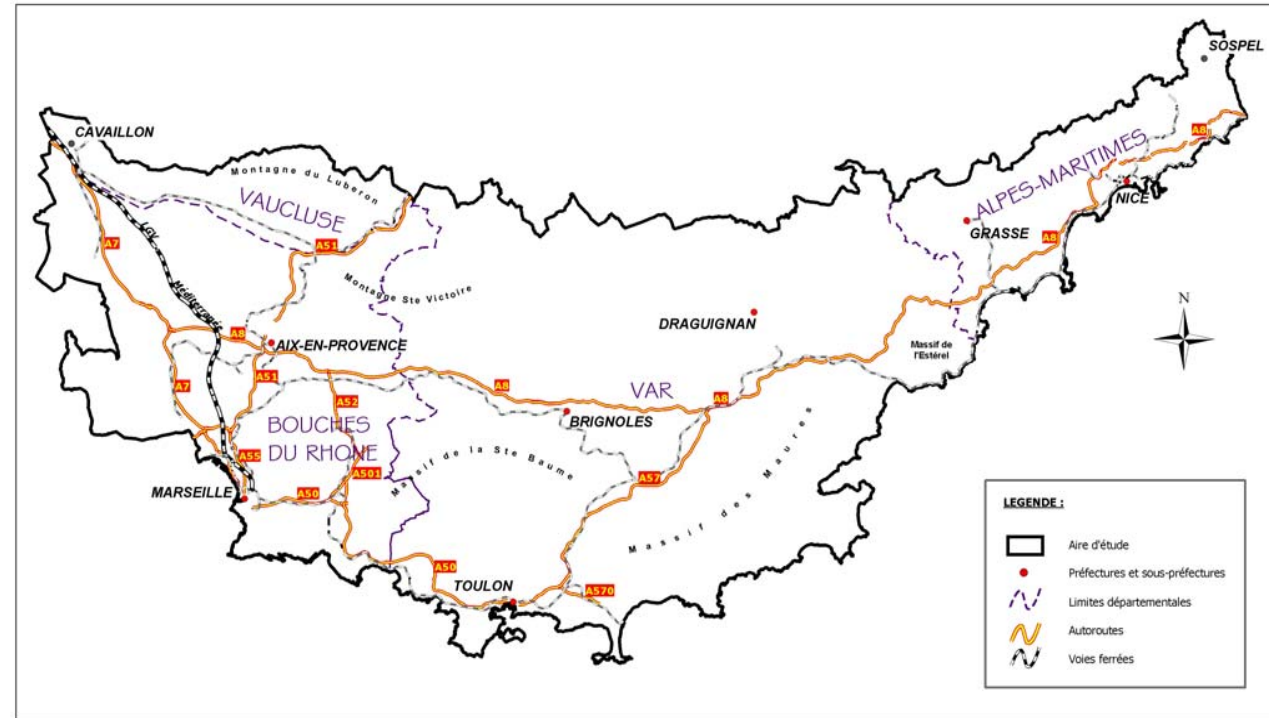 SOSPEL
CAVAILLON
A8
Montagne du Luberon
ALPES-MARITIMES
VAUCLUSE
NICE
GRASSE
LGV
A7
A51
A8
Méditerranée
Montagne Ste Victoire
N
DRAGUIGNAN
A8
AIX-EN-PROVENCE
Massif de
l'Estérel
A51
A7
A8
VAR
A8
A52
BRIGNOLES
BOUCHES
DU RHONE
Massif de la Ste Baume
A55
A501
A57
Massif des Maures
MARSEILLE
A50
LEGENDE :
Aire d'étude
Préfectures et sous-préfectures
Limites départementales
Autoroutes
Voies ferrées
A50
TOULON
A570